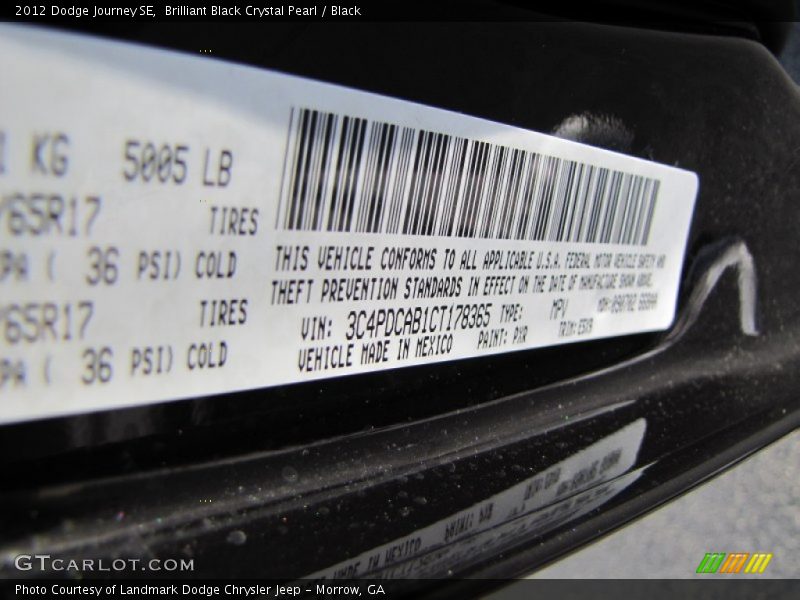 2012 Dodge Journey SE,  Brilliant Black Crystal Pearl / Black
KG 5005 LB
65R17 TIRES
( 36 PSI) COLD
65R17 TIRES
( 36 PSI) COLD
THIS VEHICLE CONFORMS TO ALL APPLICABLE U.S.A. FEDERAL MOTOR VEHICLE SAFETY AND
THEFT PREVENTION STANDARDS IN EFFECT ON THE DATE OF MANUFACTURE SHOWN ABOVE.
VIN: 3C4PDCAB1CT178365 TYPE: MPV
VEHICLE MADE IN MEXICO PAINT: PXR
GTCARLOT.COM
Photo Courtesy of Landmark Dodge Chrysler Jeep – Morrow, GA